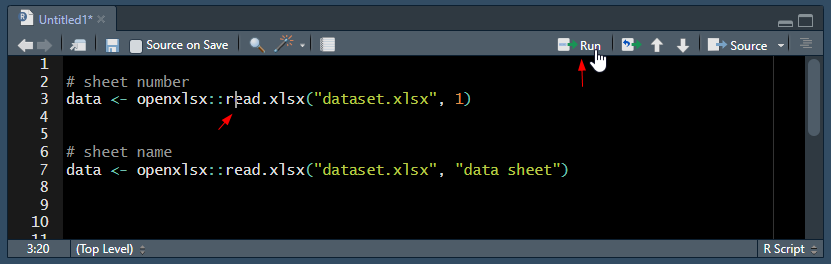 Untitled1*
Source on Save
Run
Source
1
2 # sheet number
3 data <- openxlsx::read.xlsx("dataset.xlsx", 1)
4
5
6 # sheet name
7 data <- openxlsx::read.xlsx("dataset.xlsx", "data sheet")
8
9
10
11
3:20 (Top Level) R Script